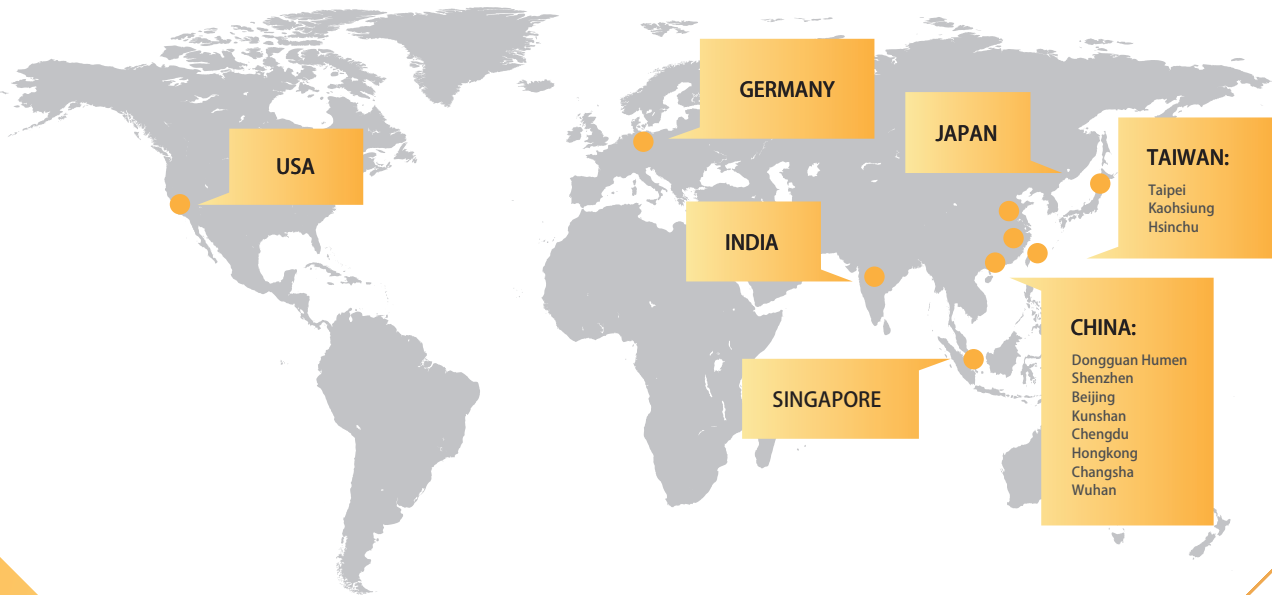 GERMANY
JAPAN
TAIWAN:
Taipei
Kaohsiung
Hsinchu
USA
INDIA
CHINA:
Dongguan Humen
Shenzhen
Beijing
Kunshan
Chengdu
Hongkong
Changsha
Wuhan
SINGAPORE